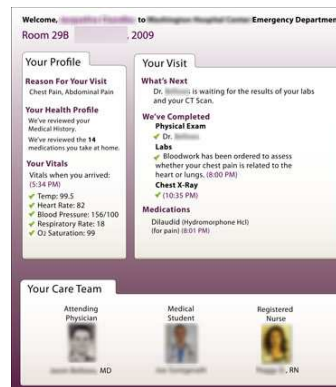 Welcome, to Emergency Departme
Room 29B , 2009
Your Profile
Reason For Your Visit
Chest Pain, Abdominal Pain
Your Health Profile
We've reviewed your
Medical History.
We've reviewed the 14
medications you take at home.
Your Vitals
Vitals when you arrived:
(5:34 PM)
Temp: 99.5
Heart Rate: 82
Blood Pressure: 156/100
Respiratory Rate: 18
O2 Saturation: 99
Your Visit
What's Next
Dr. is waiting for the results of your labs
and your CT Scan.
We've Completed
Physical Exam
Dr.
Labs
Bloodwork has been ordered to assess
whether your chest pain is related to the
heart or lungs. (8:00 PM)
Chest X-Ray
(10:35 PM)
Medications
Dilaudid (Hydromorphone Hcl)
(for pain) (8:01 PM)
Your Care Team
Attending
Physician
, MD
Medical
Student
Registered
Nurse
, RN